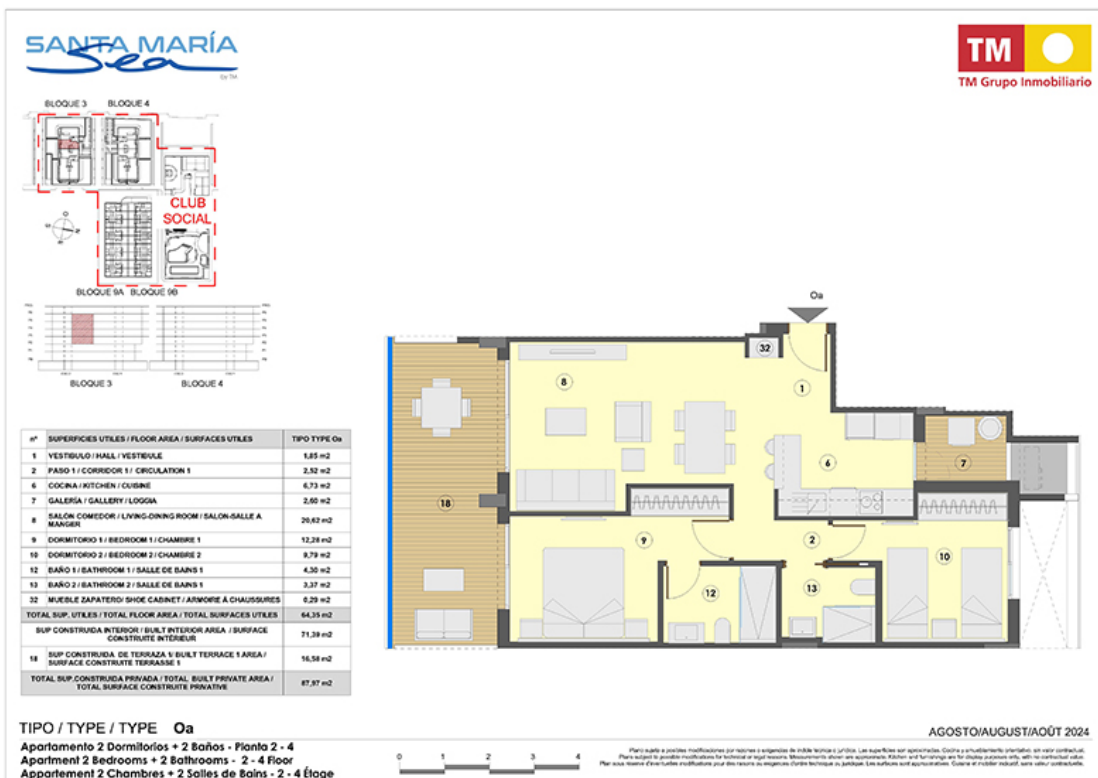 SANTA MARÍA
Sea
by TM
TM
TM Grupo Inmobiliario
BLOQUE 3 BLOQUE 4
CLUB
SOCIAL
BLOQUE 9A BLOQUE 9B
BLOQUE 3 BLOQUE 4
Oa
32
8
1
6
7
18
9
2
10
12
13
nº SUPERFICIES UTILES / FLOOR AREA / SURFACES UTILES TIPO TYPE Oa
1 VESTIBULO / HALL / VESTIBULE 1,85 m2
2 PASO 1 / CORRIDOR 1 / CIRCULATION 1 2,52 m2
6 COCINA / KITCHEN / CUISINE 6,73 m2
7 GALERÍA / GALLERY / LOGGIA 2,60 m2
8 SALÓN COMEDOR / LIVING-DINING ROOM / SALON-SALLE A
MANGER 20,62 m2
9 DORMITORIO 1 / BEDROOM 1 / CHAMBRE 1 12,28 m2
10 DORMITORIO 2 / BEDROOM 2 / CHAMBRE 2 9,79 m2
12 BAÑO 1 / BATHROOM 1 / SALLE DE BAINS 1 4,30 m2
13 BAÑO 2 / BATHROOM 2 / SALLE DE BAINS 1 3,37 m2
32 MUEBLE ZAPATERO/ SHOE CABINET / ARMOIRE À CHAUSSURES 0,29 m2
TOTAL SUP. UTILES / TOTAL FLOOR AREA / TOTAL SURFACES UTILES 64,35 m2
SUP CONSTRUIDA INTERIOR / BUILT INTERIOR AREA / SURFACE
CONSTRUITE INTÉRIEUR 71,39 m2
18 SUP CONSTRUIDA DE TERRAZA 1/ BUILT TERRACE 1 AREA /
SURFACE CONSTRUITE TERRASSE 1 16,58 m2
TOTAL SUP.CONSTRUIDA PRIVADA / TOTAL BUILT PRIVATE AREA /
TOTAL SURFACE CONSTRUITE PRIVATIVE 87,97 m2
TIPO / TYPE / TYPE Oa
Apartamento 2 Dormitorios + 2 Baños - Planta 2 - 4
Apartment 2 Bedrooms + 2 Bathrooms - 2 - 4 Floor
Appartement 2 Chambres + 2 Salles de Bains - 2 - 4 Étage
0 1 2 3 4
AGOSTO/AUGUST/AOÛT 2024